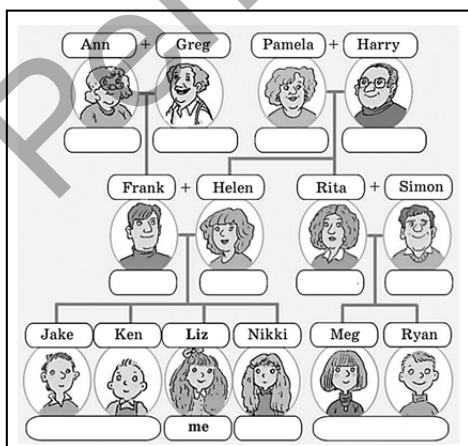 Ann + Greg Pamela + Harry
Frank + Helen Rita + Simon
Jake Ken Liz Nikki Meg Ryan
me